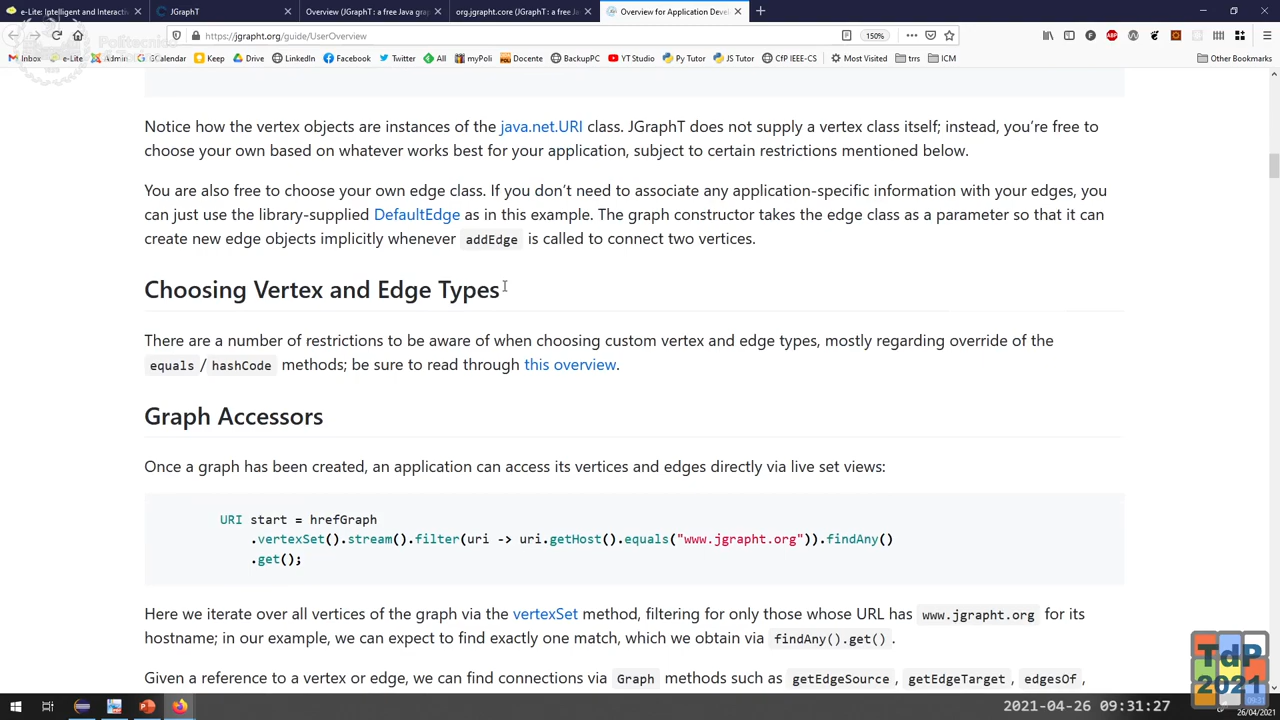 e-Lite: Intelligent and Interactiv
JGraphT
Overview (JGraphT : a free Java gra
org.jgrapht.core (JGraphT : a free J
Overview for Application Deve
https://jgrapht.org/guide/UserOverview
150%
Politecnico
Inbox
e-Lite
Admin
GCalendar
Keep
Drive
LinkedIn
Facebook
Twitter
All
myPoli
Docente
BackupPC
YT Studio
Py Tutor
JS Tutor
CfP IEEE-CS
Most Visited
trrs
ICM
Other Bookmarks
Notice how the vertex objects are instances of the java.net.URI class. JGraphT does not supply a vertex class itself; instead, you’re free to
choose your own based on whatever works best for your application, subject to certain restrictions mentioned below.
You are also free to choose your own edge class. If you don’t need to associate any application-specific information with your edges, you
can just use the library-supplied DefaultEdge as in this example. The graph constructor takes the edge class as a parameter so that it can
create new edge objects implicitly whenever addEdge is called to connect two vertices.
Choosing Vertex and Edge Types
There are a number of restrictions to be aware of when choosing custom vertex and edge types, mostly regarding override of the
equals / hashCode methods; be sure to read through this overview.
Graph Accessors
Once a graph has been created, an application can access its vertices and edges directly via live set views:
URI start = hrefGraph
.vertexSet().stream().filter(uri -> uri.getHost().equals("www.jgrapht.org")).findAny()
.get();
Here we iterate over all vertices of the graph via the vertexSet method, filtering for only those whose URL has www.jgrapht.org for its
hostname; in our example, we can expect to find exactly one match, which we obtain via findAny().get() .
Given a reference to a vertex or edge, we can find connections via Graph methods such as getEdgeSource , getEdgeTarget , edgesOf ,
TdP
2021
2021-04-26 09:31:27
09:31
26/04/2021